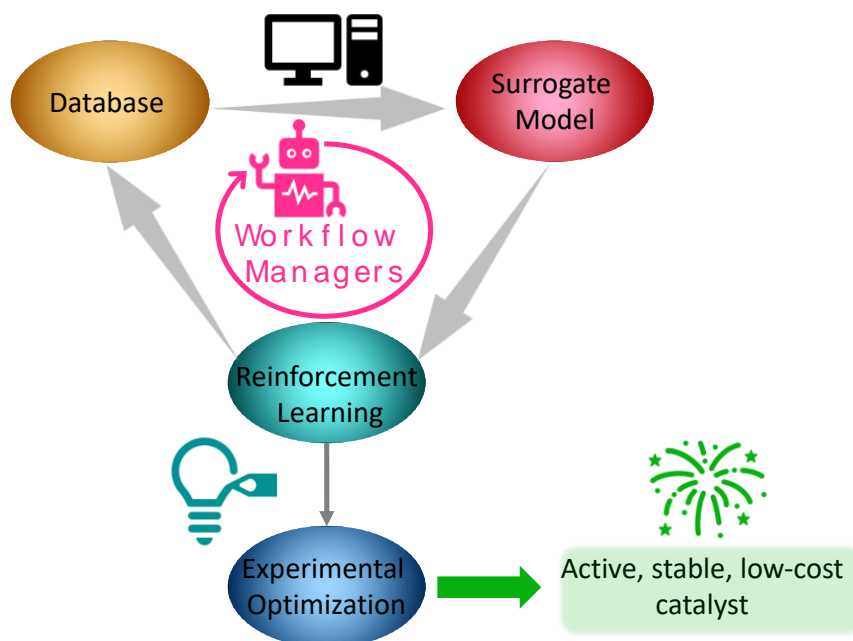 Database
Surrogate
Model
Workflow
Managers
Reinforcement
Learning
Experimental
Optimization
Active, stable, low-cost
catalyst